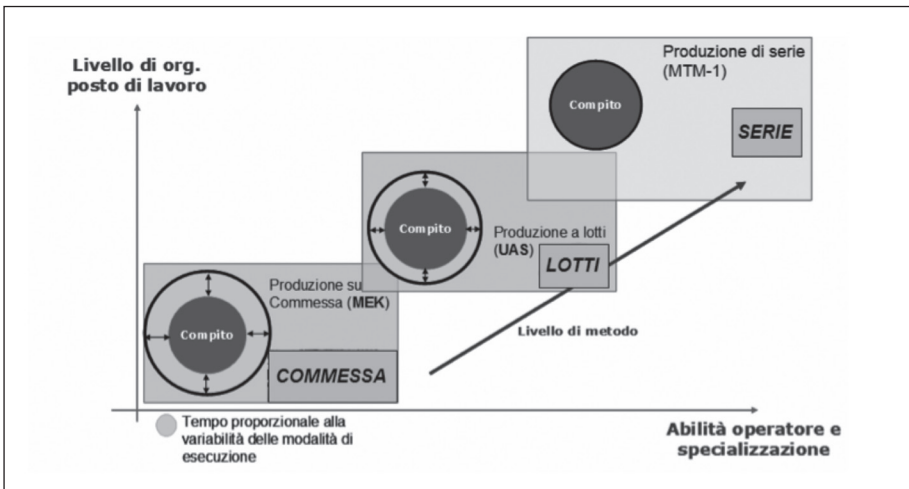 Livello di org.
posto di lavoro
Produzione di serie
(MTM-1)
Compito
SERIE
Compito
Produzione a lotti
(UAS)
LOTTI
Produzione su
Commessa (MEK)
Compito
COMMESSA
Livello di metodo
Tempo proporzionale alla
variabilità delle modalità di
esecuzione
Abilità operatore e
specializzazione